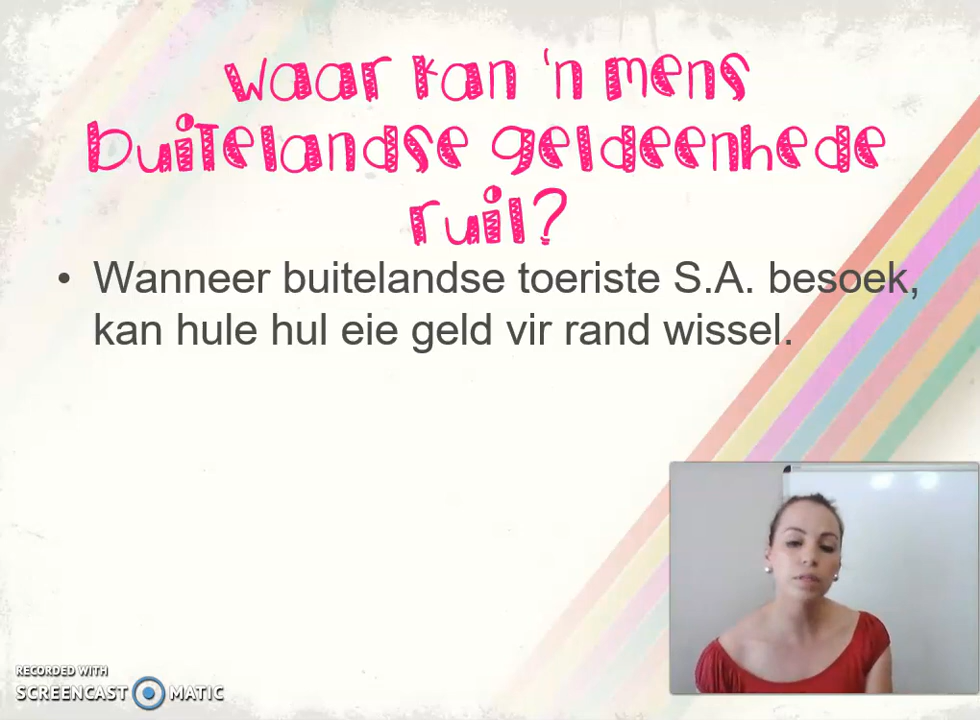 Waar kan 'n mens
buitelandse geldeenhede
ruil?
• Wanneer buitelandse toeriste S.A. besoek,
kan hule hul eie geld vir rand wissel.
RECORDED WITH
SCREENCAST MATIC